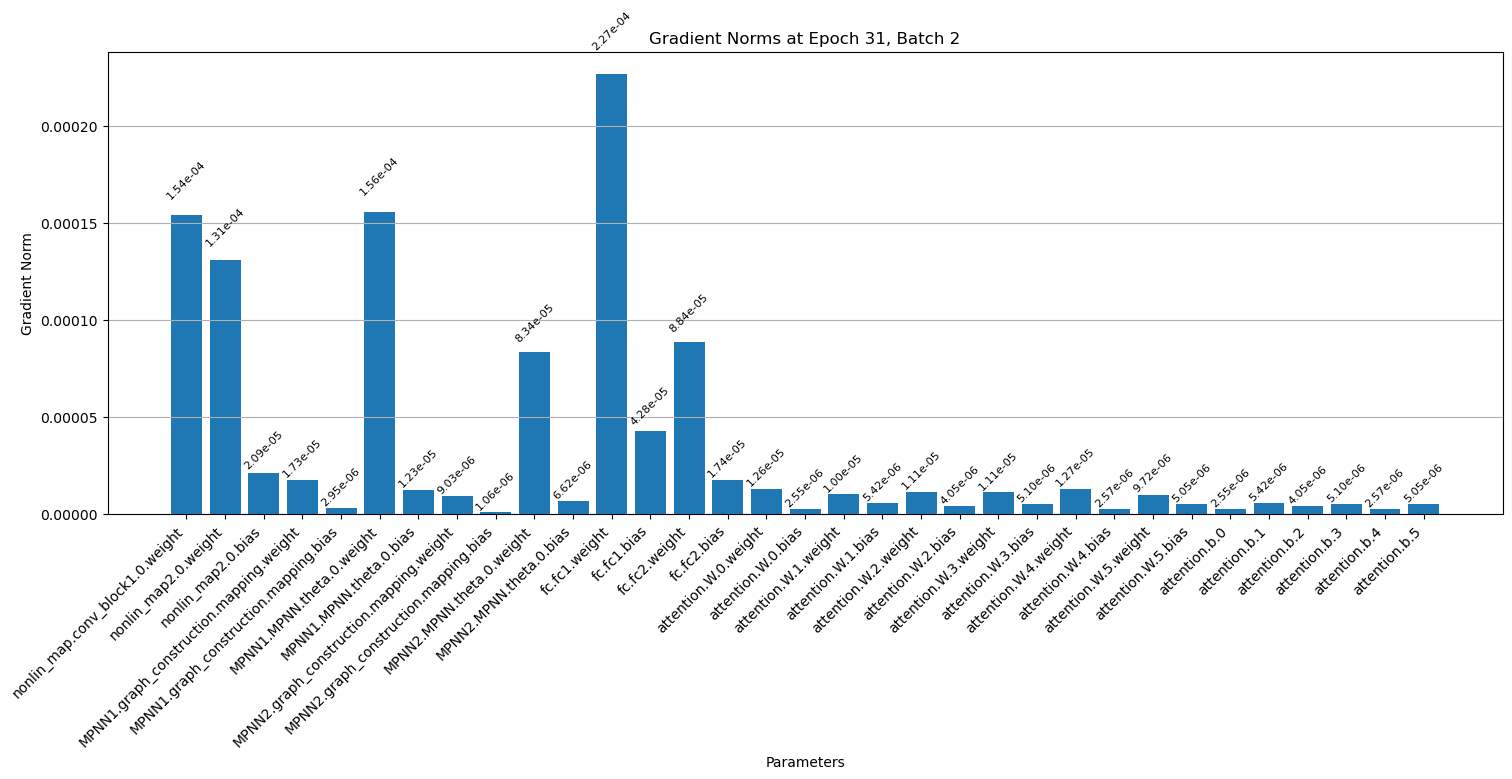 Gradient Norms at Epoch 31, Batch 2
Gradient Norm
0.00020
0.00015
0.00010
0.00005
0.00000
1.54e-04
1.31e-04
2.09e-05
1.73e-05
2.95e-06
1.56e-04
1.23e-05
9.03e-06
1.06e-06
8.34e-05
6.62e-06
2.27e-04
4.28e-05
8.84e-05
1.74e-05
1.26e-05
2.55e-06
1.00e-05
5.42e-06
1.11e-05
4.05e-06
1.11e-05
5.10e-06
1.27e-05
2.57e-06
9.72e-06
5.05e-06
2.55e-06
5.42e-06
4.05e-06
5.10e-06
2.57e-06
5.05e-06
nonlin_map.conv_block1.0.weight
nonlin_map2.0.weight
nonlin_map2.0.bias
MPNN1.graph_construction.mapping.weight
MPNN1.graph_construction.mapping.bias
MPNN1.MPNN.theta.0.weight
MPNN1.MPNN.theta.0.bias
MPNN2.graph_construction.mapping.weight
MPNN2.graph_construction.mapping.bias
MPNN2.MPNN.theta.0.weight
MPNN2.MPNN.theta.0.bias
fc.fc1.weight
fc.fc1.bias
fc.fc2.weight
fc.fc2.bias
attention.W.0.weight
attention.W.0.bias
attention.W.1.weight
attention.W.1.bias
attention.W.2.weight
attention.W.2.bias
attention.W.3.weight
attention.W.3.bias
attention.W.4.weight
attention.W.4.bias
attention.W.5.weight
attention.W.5.bias
attention.b.0
attention.b.1
attention.b.2
attention.b.3
attention.b.4
attention.b.5
Parameters